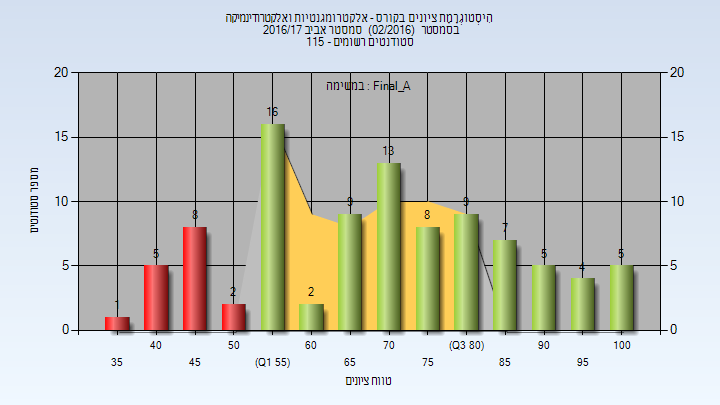 הִיסְטוֹגְרָמַת ציונים בקורס - אלקטרומגנטיות ואלקטרודינמיקה
בסמסטר (02/2016) סמסטר אביב 2016/17
סטודנטים רשומים - 115
במשימה : Final_A
20 20
15 15
10 10
5 5
0 0
מספר סטודנטים
1 5 8 2 16 2 9 13 8 9 7 5 4 5
40 50 60 70 (Q3 80) 90 100
35 45 (Q1 55) 65 75 85 95
טווח ציונים